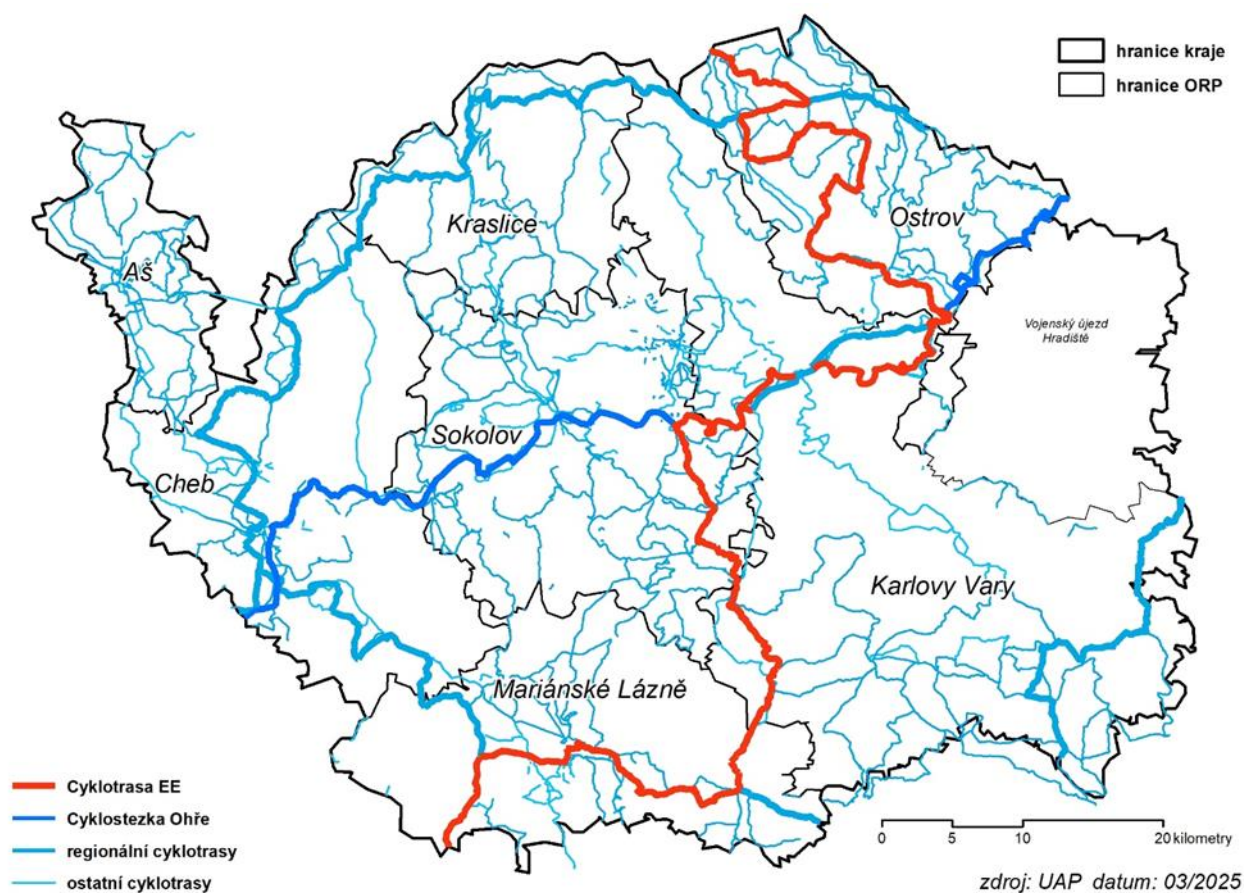 hranice kraje
hranice ORP
Kraslice
Ostrov
Aš
Vojenský újezd
Hradiště
Sokolov
Cheb
Karlovy Vary
Mariánské Lázně
Cyklotrasa EE
Cyklostezka Ohře
regionální cyklotrasy
ostatní cyklotrasy
0 5 10 20 kilometry
zdroj: UAP datum: 03/2025